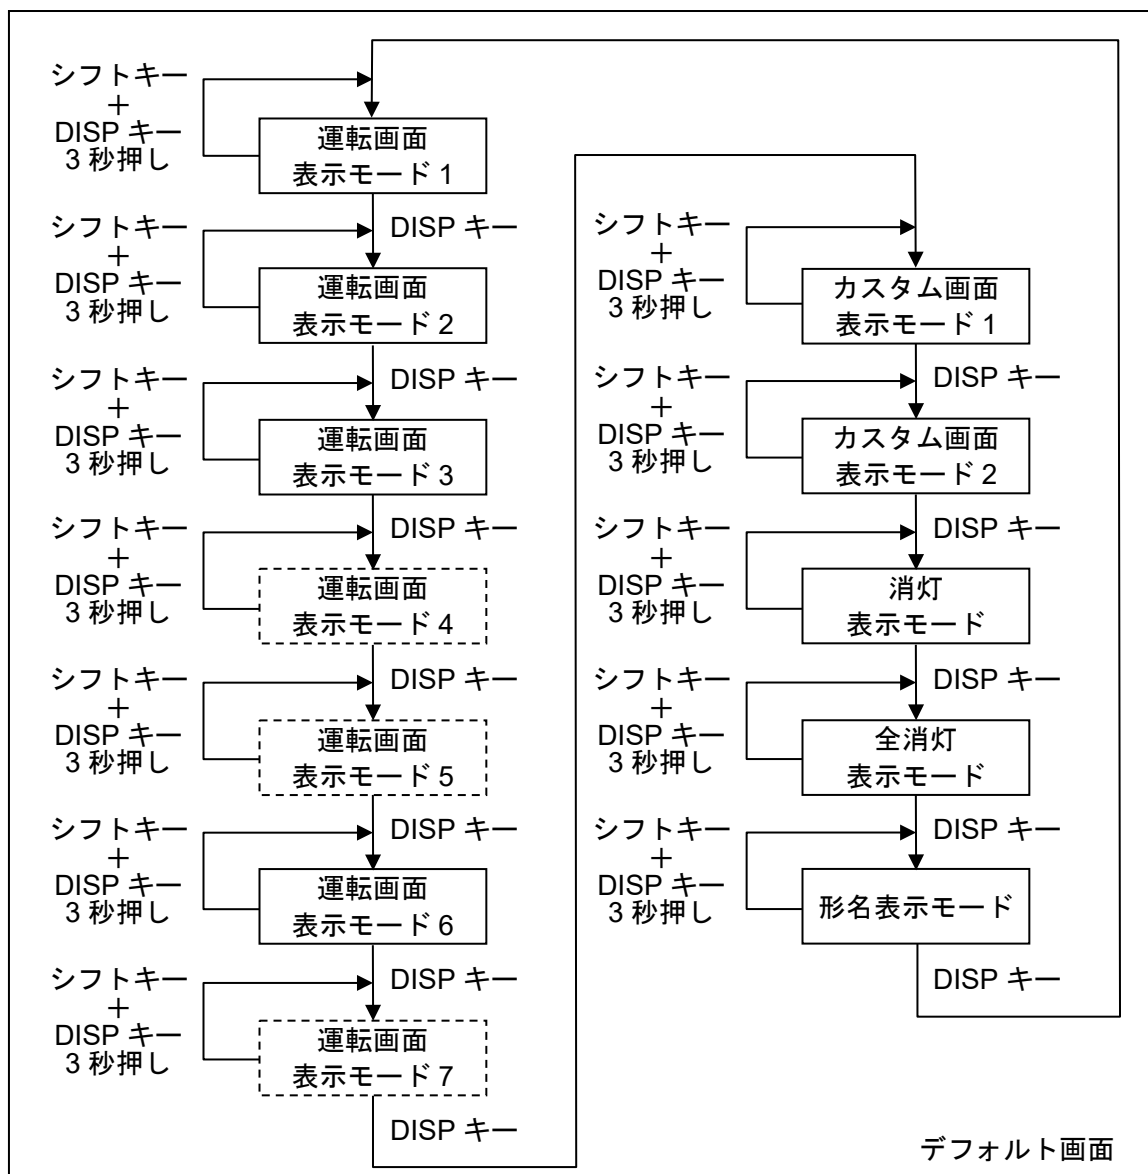 シフトキー
＋
DISP キー
3 秒押し
運転画面
表示モード 1
DISP キー
シフトキー
＋
DISP キー
3 秒押し
運転画面
表示モード 2
DISP キー
シフトキー
＋
DISP キー
3 秒押し
運転画面
表示モード 3
DISP キー
シフトキー
＋
DISP キー
3 秒押し
運転画面
表示モード 4
DISP キー
シフトキー
＋
DISP キー
3 秒押し
運転画面
表示モード 5
DISP キー
シフトキー
＋
DISP キー
3 秒押し
運転画面
表示モード 6
DISP キー
シフトキー
＋
DISP キー
3 秒押し
運転画面
表示モード 7
DISP キー
シフトキー
＋
DISP キー
3 秒押し
カスタム画面
表示モード 1
DISP キー
シフトキー
＋
DISP キー
3 秒押し
カスタム画面
表示モード 2
DISP キー
シフトキー
＋
DISP キー
3 秒押し
消灯
表示モード
DISP キー
シフトキー
＋
DISP キー
3 秒押し
全消灯
表示モード
DISP キー
シフトキー
＋
DISP キー
3 秒押し
形名表示モード
DISP キー
デフォルト画面